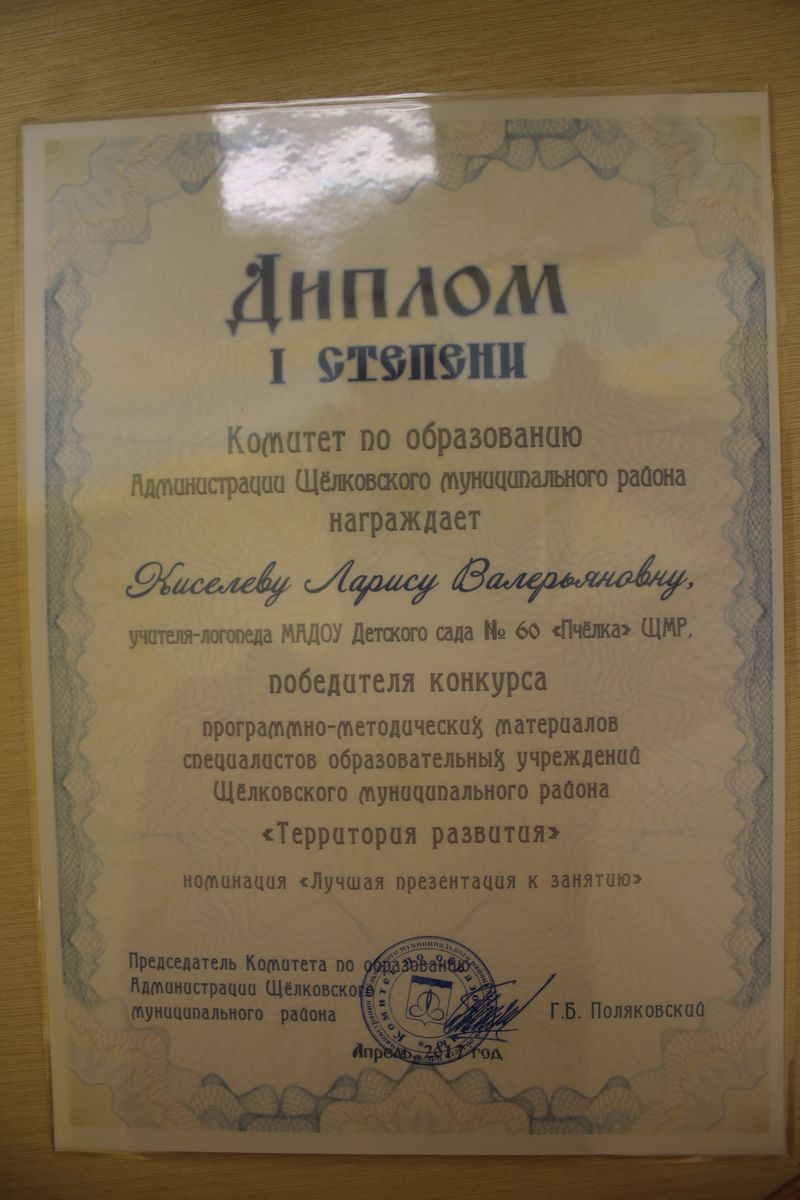 Диплом
I степени
Комитет по образованию
Администрации Щёлковского муниципального района
награждает
Киселеву Ларису Валерьяновну,
учителя-логопеда МАДОУ Детского сада № 60 «Пчёлка» ЩМР,
победителя конкурса
программно-методических материалов
специалистов образовательных учреждений
Щёлковского муниципального района
«Территория развития»
номинация «Лучшая презентация к занятию»
Председатель Комитета по образованию
Администрации Щёлковского
муниципального района
Г.Б. Поляковский
Апрель, год